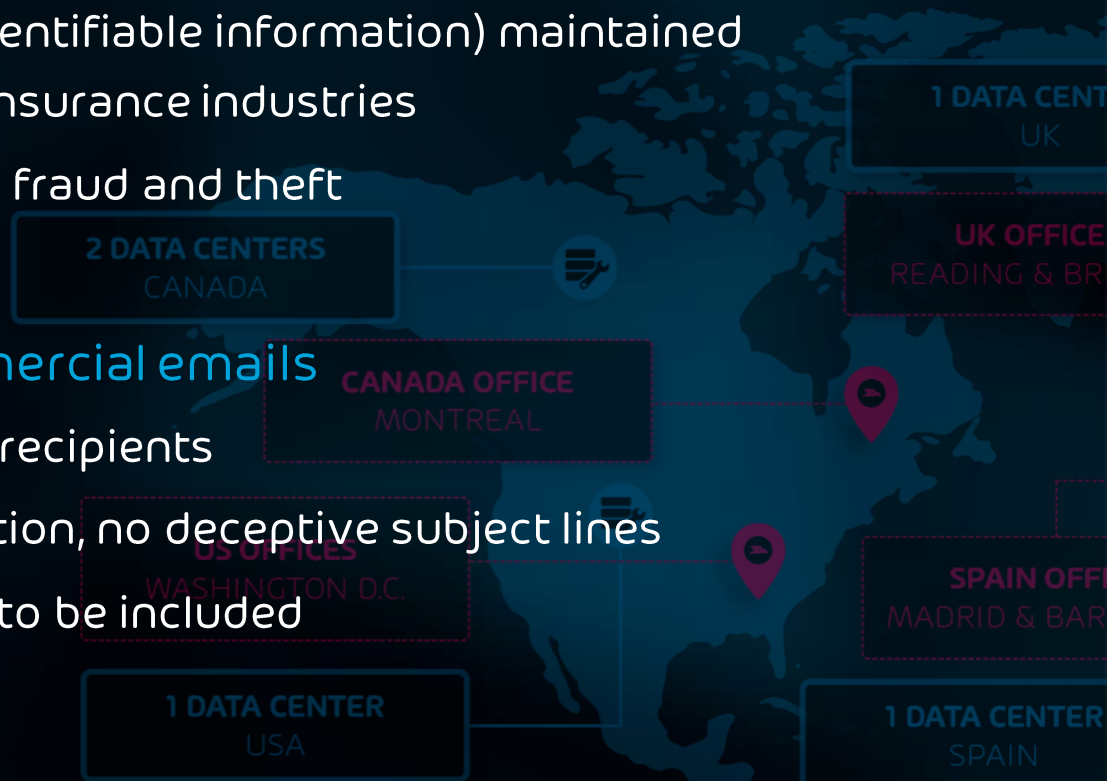 entifiable information) maintained
nsurance industries
fraud and theft
mercial emails
recipients
tion, no deceptive subject lines
to be included
1 DATA CENT
UK
UK OFFICE
READING & BR
2 DATA CENTERS
CANADA
CANADA OFFICE
MONTREAL
US OFFICES
WASHINGTON D.C.
SPAIN OFFI
MADRID & BAR
1 DATA CENTER
USA
1 DATA CENTER
SPAIN